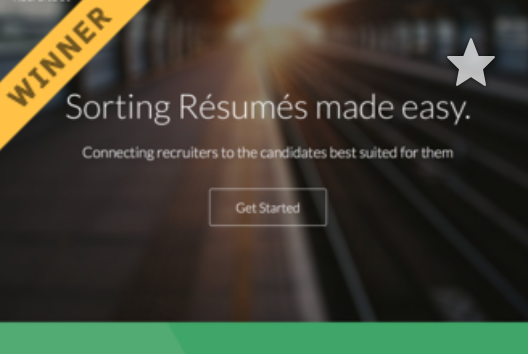 WINNER
Sorting Résumés made easy.
Connecting recruiters to the candidates best suited for them
Get Started